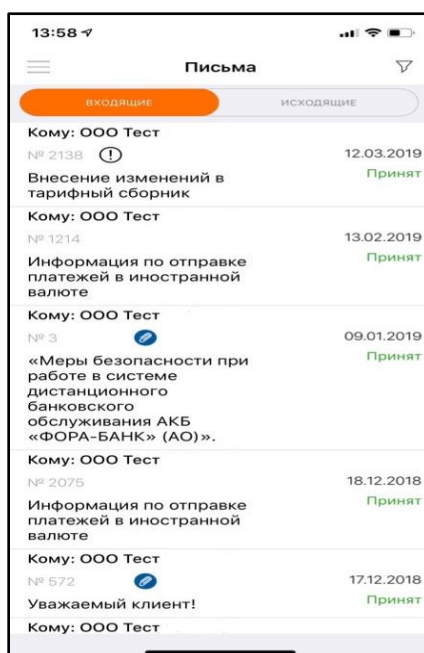 13:58
Письма
ВХОДЯЩИЕ
ИСХОДЯЩИЕ
Кому: ООО Тест
№ 2138
12.03.2019
Внесение изменений в
тарифный сборник
Принят
Кому: ООО Тест
№ 1214
13.02.2019
Информация по отправке
платежей в иностранной
валюте
Принят
Кому: ООО Тест
№ 3
09.01.2019
«Меры безопасности при
работе в системе
дистанционного
банковского
обслуживания АКБ
«ФОРА-БАНК» (АО)».
Принят
Кому: ООО Тест
№ 2075
18.12.2018
Информация по отправке
платежей в иностранной
валюте
Принят
Кому: ООО Тест
№ 572
17.12.2018
Уважаемый клиент!
Принят
Кому: ООО Тест